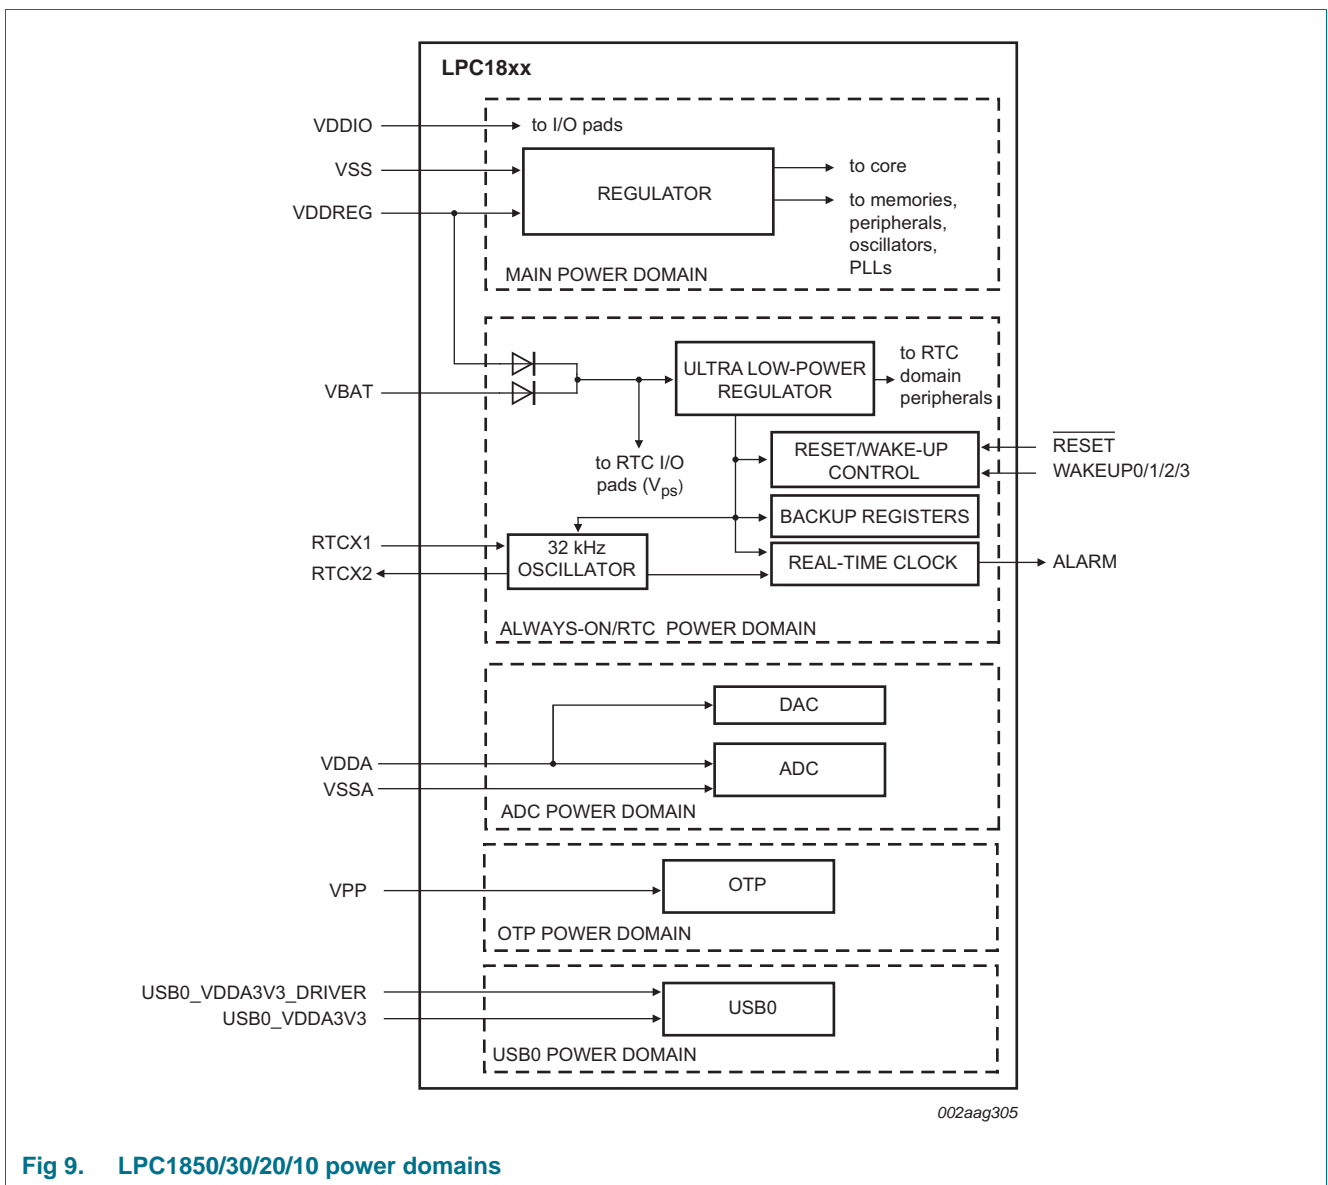 LPC18xx
VDDIO
to I/O pads
VSS
VDDREG
REGULATOR
to core
to memories,
peripherals,
oscillators,
PLLs
MAIN POWER DOMAIN
VBAT
ULTRA LOW-POWER
REGULATOR
to RTC
domain
peripherals
to RTC I/O
pads (Vps)
RESET/WAKE-UP
CONTROL
RESET
WAKEUP0/1/2/3
BACKUP REGISTERS
RTCX1
RTCX2
32 kHz
OSCILLATOR
REAL-TIME CLOCK
ALARM
ALWAYS-ON/RTC POWER DOMAIN
DAC
VDDA
VSSA
ADC
ADC POWER DOMAIN
VPP
OTP
OTP POWER DOMAIN
USB0_VDDA3V3_DRIVER
USB0_VDDA3V3
USB0
USB0 POWER DOMAIN
002aag305
Fig 9. LPC1850/30/20/10 power domains